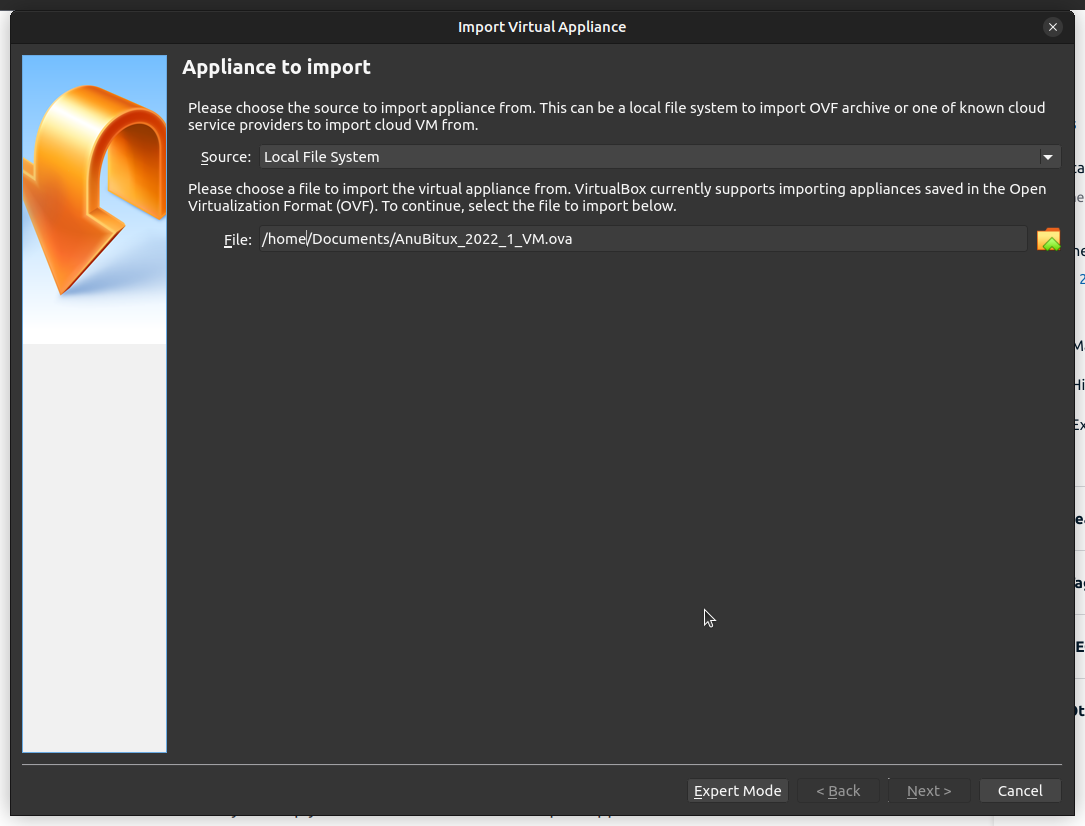 Import Virtual Appliance
Appliance to import
Please choose the source to import appliance from. This can be a local file system to import OVF archive or one of known cloud
service providers to import cloud VM from.
Source: Local File System
Please choose a file to import the virtual appliance from. VirtualBox currently supports importing appliances saved in the Open
Virtualization Format (OVF). To continue, select the file to import below.
File: /home/Documents/AnuBitux_2022_1_VM.ova
Expert Mode
< Back
Next >
Cancel